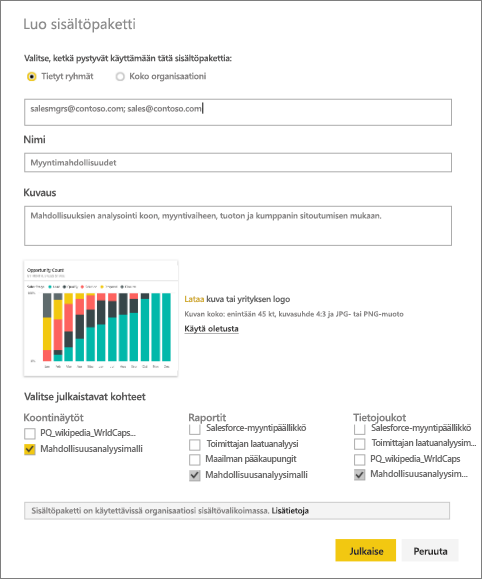 Luo sisältöpaketti
Valitse, ketkä pystyvät käyttämään tätä sisältöpakettia:
Tietyt ryhmät Koko organisaationi
salesmgrs@contoso.com; sales@contoso.com
Nimi
Myyntimahdollisuudet
Kuvaus
Mahdollisuuksien analysointi koon, myyntivaiheen, tuoton ja kumppanin sitoutumisen mukaan.
Opportunity Count
100%
0%
Lataa kuva tai yrityksen logo
Kuvan koko: enintään 45 kt, kuvasuhde 4:3 ja JPG- tai PNG-muoto
Käytä oletusta
Valitse julkaistavat kohteet
Koontinäytöt
PQ_wikipedia_WrldCaps...
Mahdollisuusanalyysimalli
Raportit
Salesforce-myyntipäällikkö
Toimittajan laatuanalyysi
Maailman pääkaupungit
Mahdollisuusanalyysimalli
Tietojoukot
Salesforce-myyntipäällikkö
Toimittajan laatuanalyysim...
PQ_wikipedia_WrldCaps
Mahdollisuusanalyysim...
Sisältöpaketti on käytettävissä organisaatiosi sisältövalikoimassa. Lisätietoja
Julkaise Peruuta